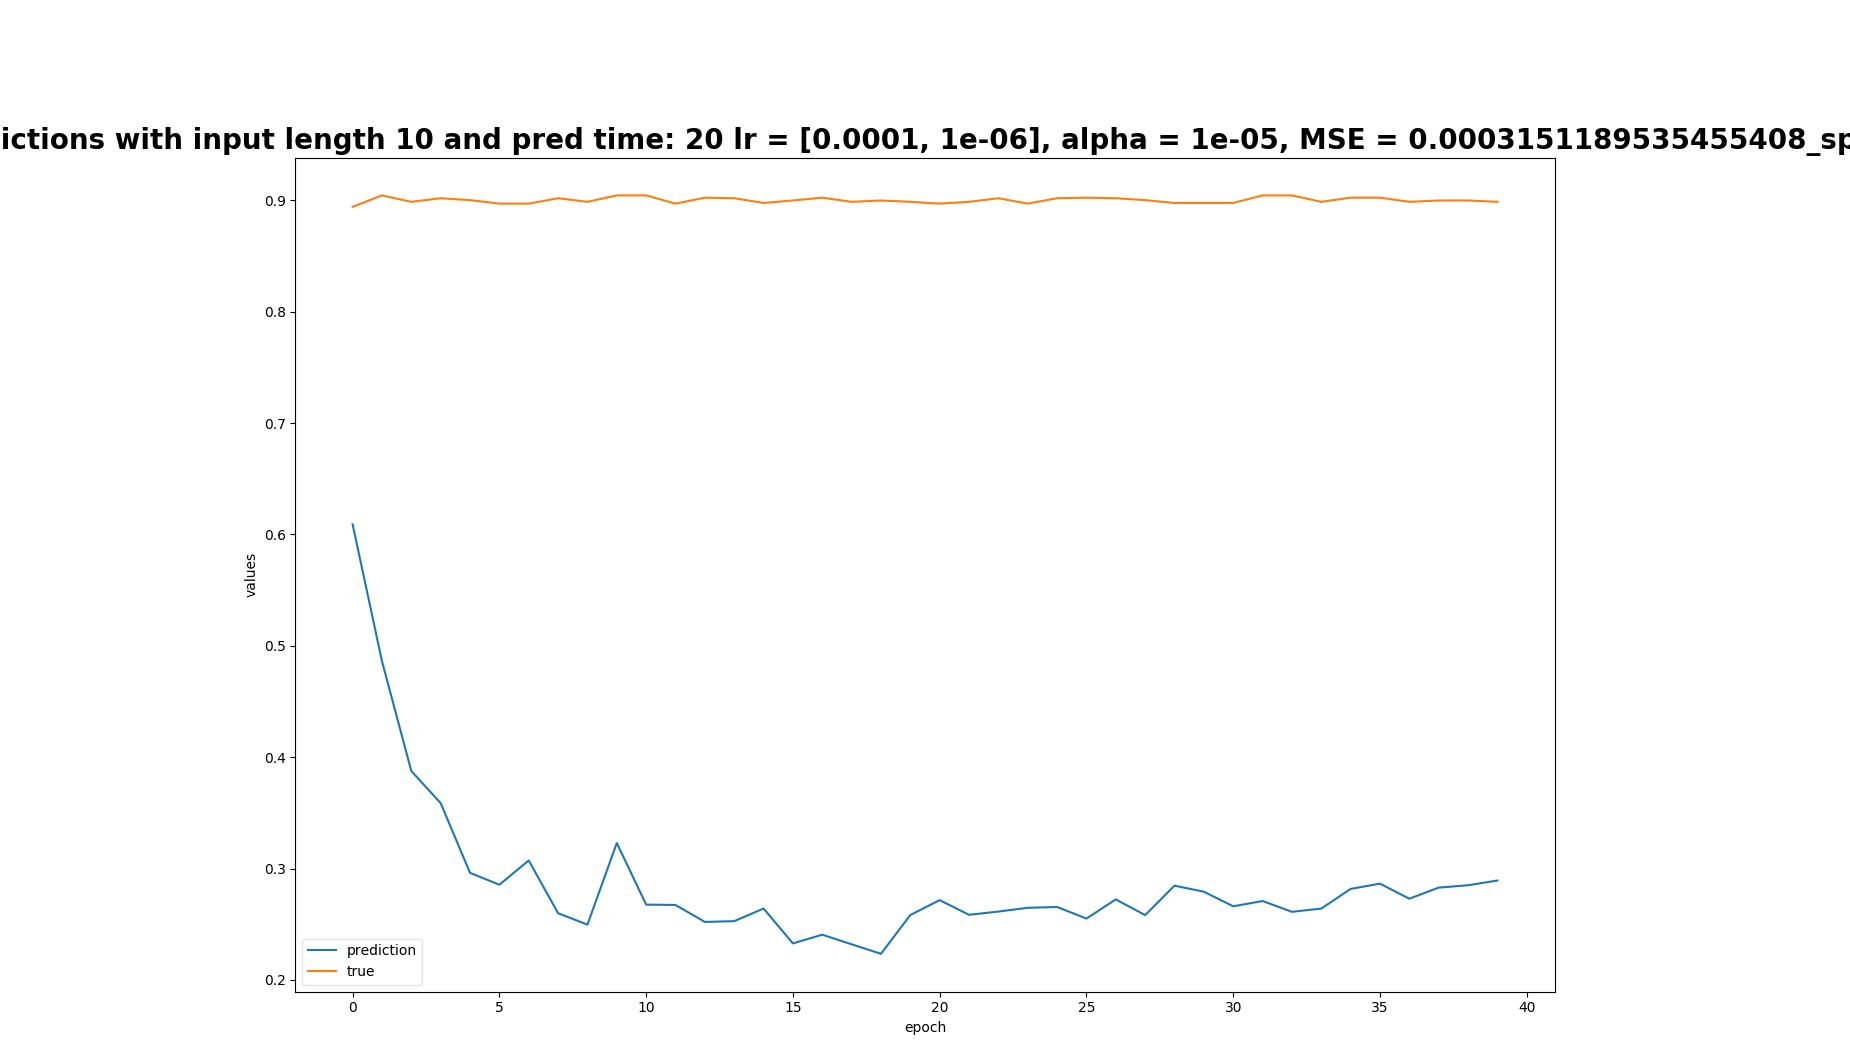 ictions with input length 10 and pred time: 20 lr = [0.0001, 1e-06], alpha = 1e-05, MSE = 0.0003151189535455408_sp
0.9
0.8
0.7
0.6
0.5
0.4
0.3
0.2
values
prediction
true
0 5 10 15 20 25 30 35 40
epoch